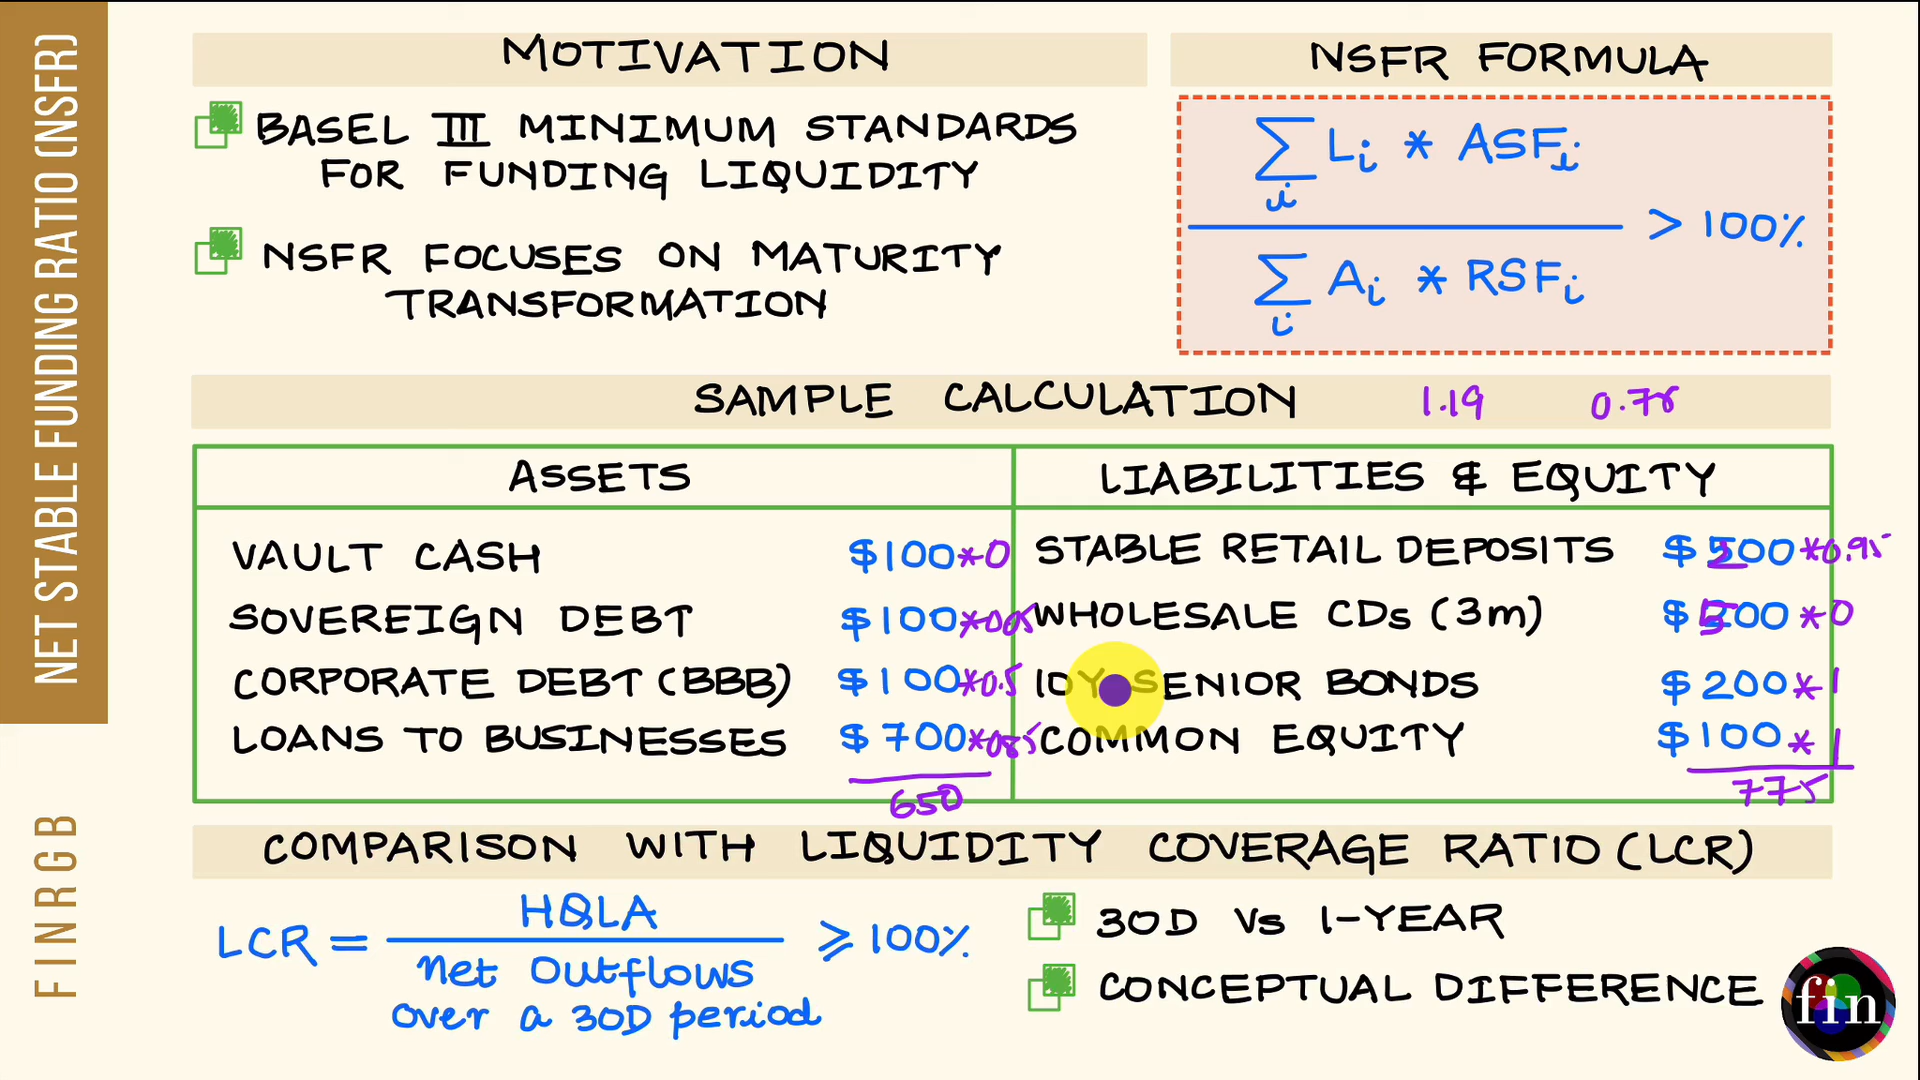 NET STABLE FUNDING RATIO (NSFR)
FINRGB
MOTIVATION
BASEL III MINIMUM STANDARDS
FOR FUNDING LIQUIDITY
NSFR FOCUSES ON MATURITY
TRANSFORMATION
NSFR FORMULA
∑ Li * ASFi
i
> 100%
∑ Ai * RSFi
i
SAMPLE CALCULATION 1.19
ASSETS
LIABILITIES & EQUITY
VAULT CASH $100*0
SOVEREIGN DEBT $100*0.05
CORPORATE DEBT (BBB) $100*0.5
LOANS TO BUSINESSES $700*0.85
650
STABLE RETAIL DEPOSITS $ 00*0.95
WHOLESALE CDs (3m) $ 00*0
10Y SENIOR BONDS $200*1
COMMON EQUITY $100*1
775
COMPARISON WITH LIQUIDITY COVERAGE RATIO (LCR)
LCR = HQLA ⩾ 100%
Net Outflows
over a 30D period
30D Vs 1-YEAR
CONCEPTUAL DIFFERENCE
fin